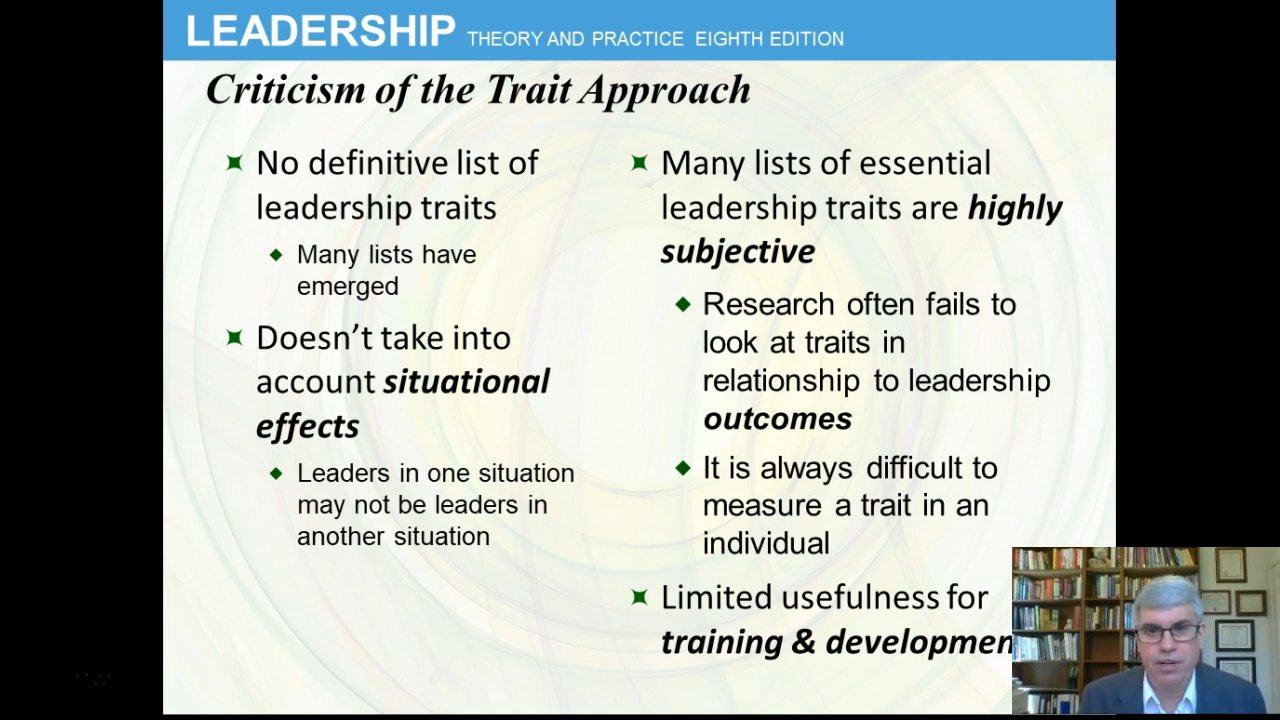 LEADERSHIP THEORY AND PRACTICE EIGHTH EDITION
Criticism of the Trait Approach
No definitive list of
leadership traits
Many lists have
emerged
Doesn’t take into
account situational
effects
Leaders in one situation
may not be leaders in
another situation
Many lists of essential
leadership traits are highly
subjective
Research often fails to
look at traits in
relationship to leadership
outcomes
It is always difficult to
measure a trait in an
individual
Limited usefulness for
training & developmen